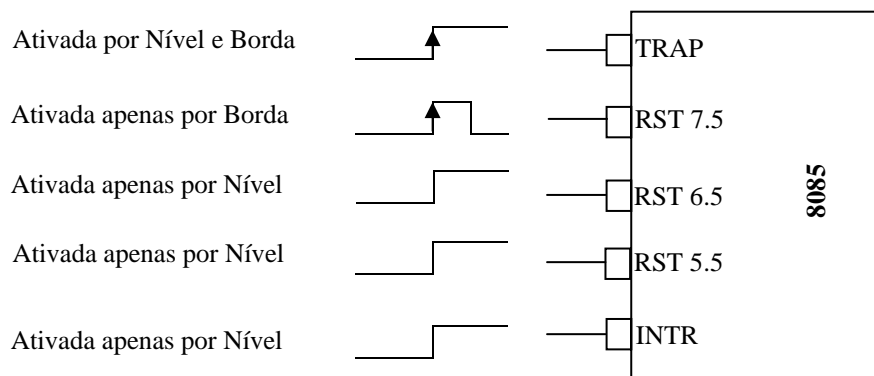 Ativada por Nível e Borda
TRAP
Ativada apenas por Borda
RST 7.5
Ativada apenas por Nível
RST 6.5
8085
Ativada apenas por Nível
RST 5.5
Ativada apenas por Nível
INTR